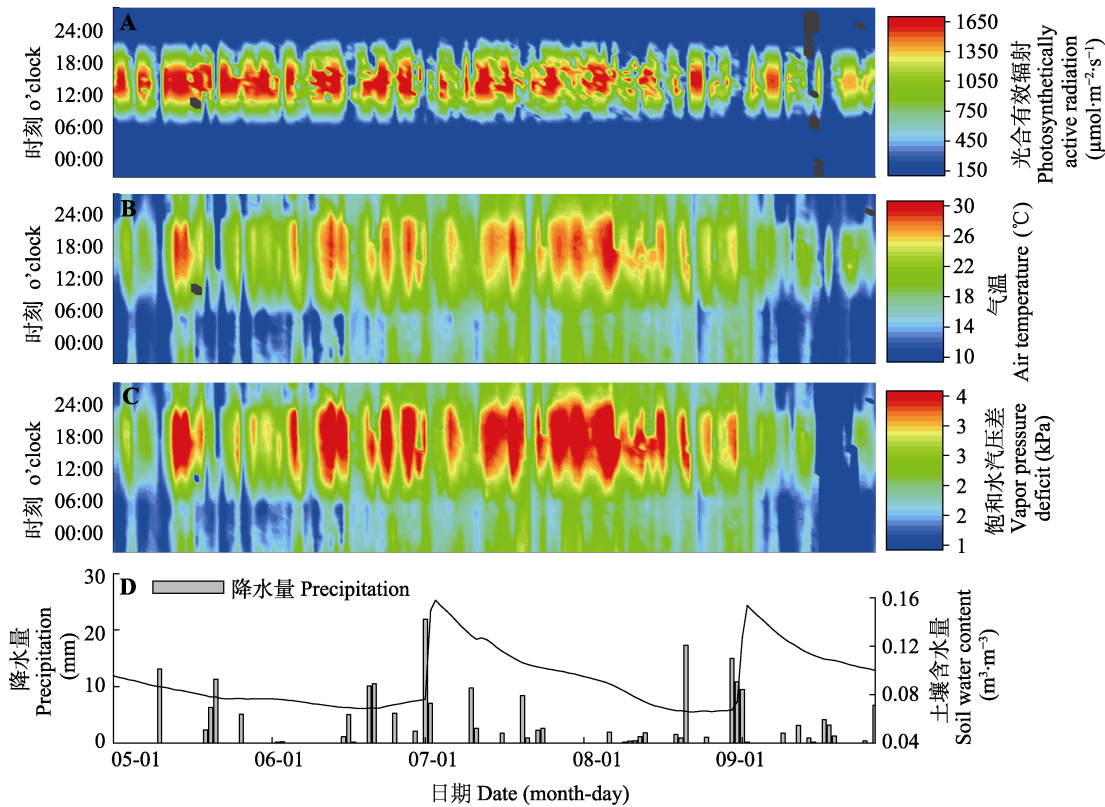 A
24:00
18:00
12:00
06:00
00:00
时刻 o'clock
1650
1350
1050
750
450
150
光合有效辐射
Photosynthetically
active radiation
(μmol·m⁻²·s⁻¹)
B
24:00
18:00
12:00
06:00
00:00
时刻 o'clock
30
26
22
18
14
10
气温
Air temperature (℃)
C
24:00
18:00
12:00
06:00
00:00
时刻 o'clock
4
3
3
2
2
1
饱和水汽压差
Vapor pressure
deficit (kPa)
D
降水量 Precipitation
30
20
10
0
降水量
Precipitation
(mm)
0.16
0.12
0.08
0.04
土壤含水量
Soil water content
(m³·m⁻³)
05-01
06-01
07-01
08-01
09-01
日期 Date (month-day)